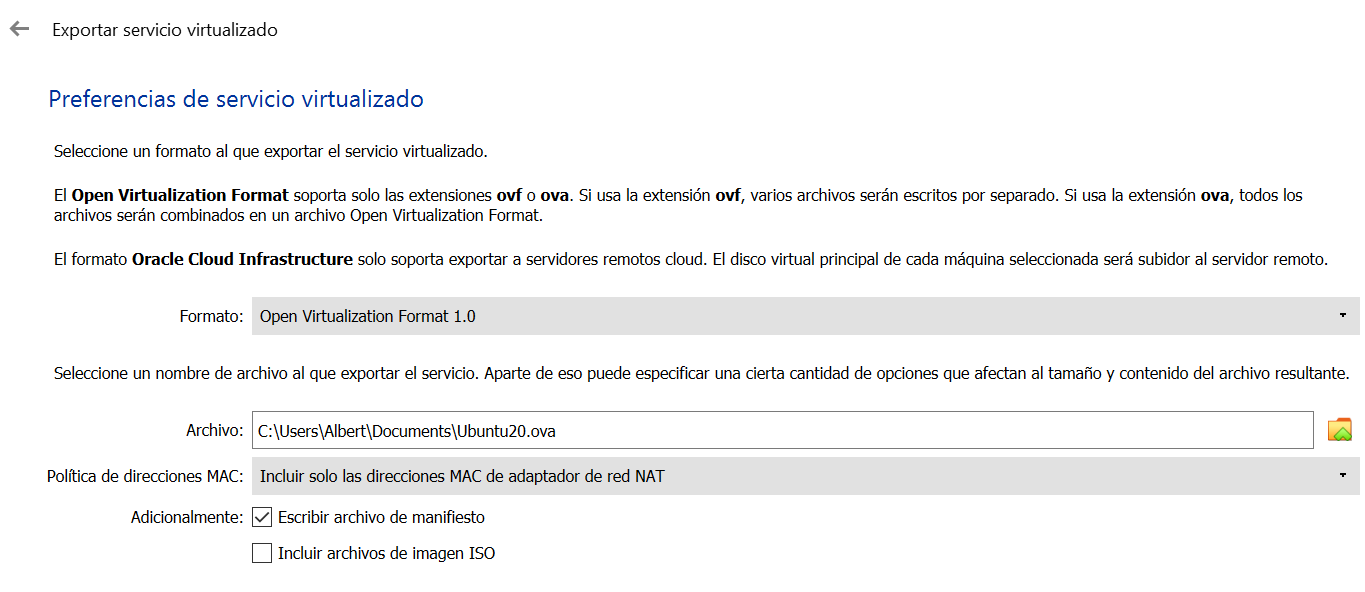 Exportar servicio virtualizado
Preferencias de servicio virtualizado
Seleccione un formato al que exportar el servicio virtualizado.
El Open Virtualization Format soporta solo las extensiones ovf o ova. Si usa la extensión ovf, varios archivos serán escritos por separado. Si usa la extensión ova, todos los
archivos serán combinados en un archivo Open Virtualization Format.
El formato Oracle Cloud Infrastructure solo soporta exportar a servidores remotos cloud. El disco virtual principal de cada máquina seleccionada será subidor al servidor remoto.
Formato: Open Virtualization Format 1.0
Seleccione un nombre de archivo al que exportar el servicio. Aparte de eso puede especificar una cierta cantidad de opciones que afectan al tamaño y contenido del archivo resultante.
Archivo: C:\Users\Albert\Documents\Ubuntu20.ova
Política de direcciones MAC: Incluir solo las direcciones MAC de adaptador de red NAT
Adicionalmente: Escribir archivo de manifiesto
Incluir archivos de imagen ISO